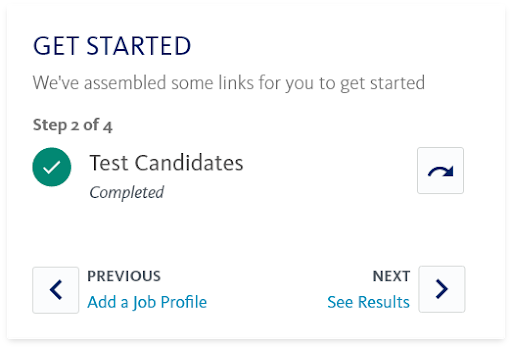 GET STARTED
We've assembled some links for you to get started
Step 2 of 4
Test Candidates
Completed
PREVIOUS
Add a Job Profile
NEXT
See Results